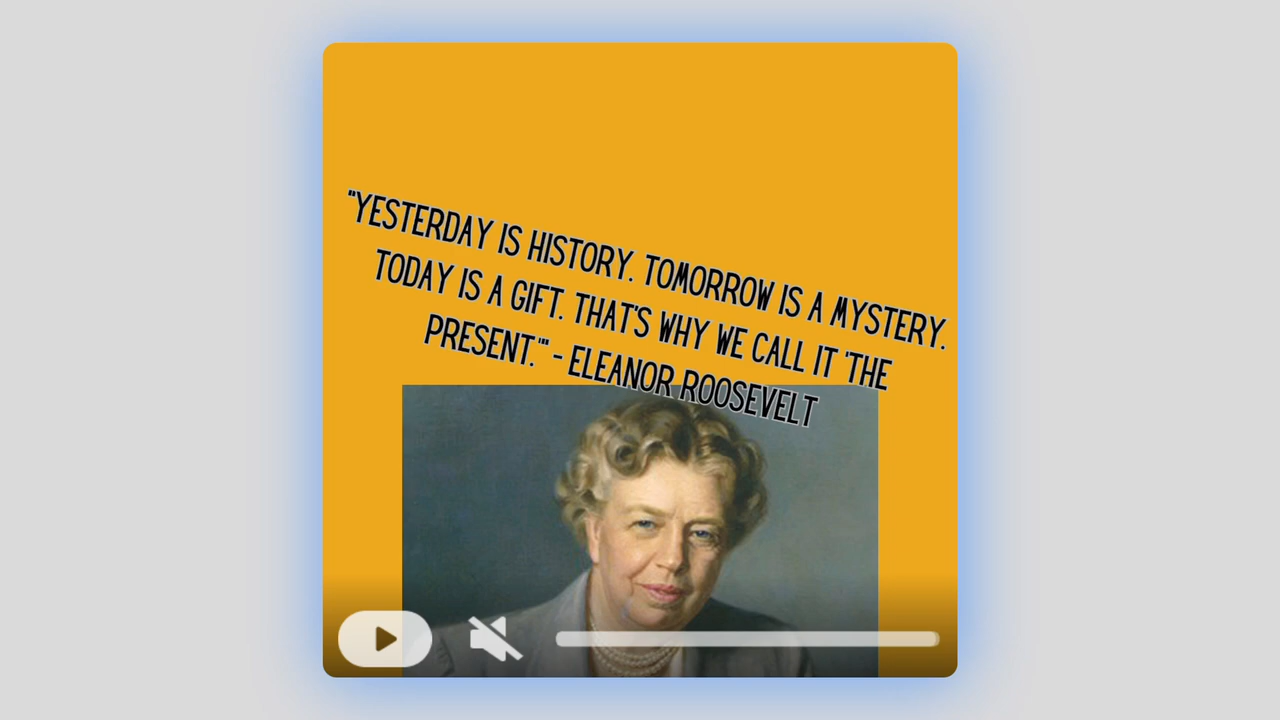 "YESTERDAY IS HISTORY. TOMORROW IS A MYSTERY.
TODAY IS A GIFT. THAT'S WHY WE CALL IT 'THE
PRESENT.'" - ELEANOR ROOSEVELT